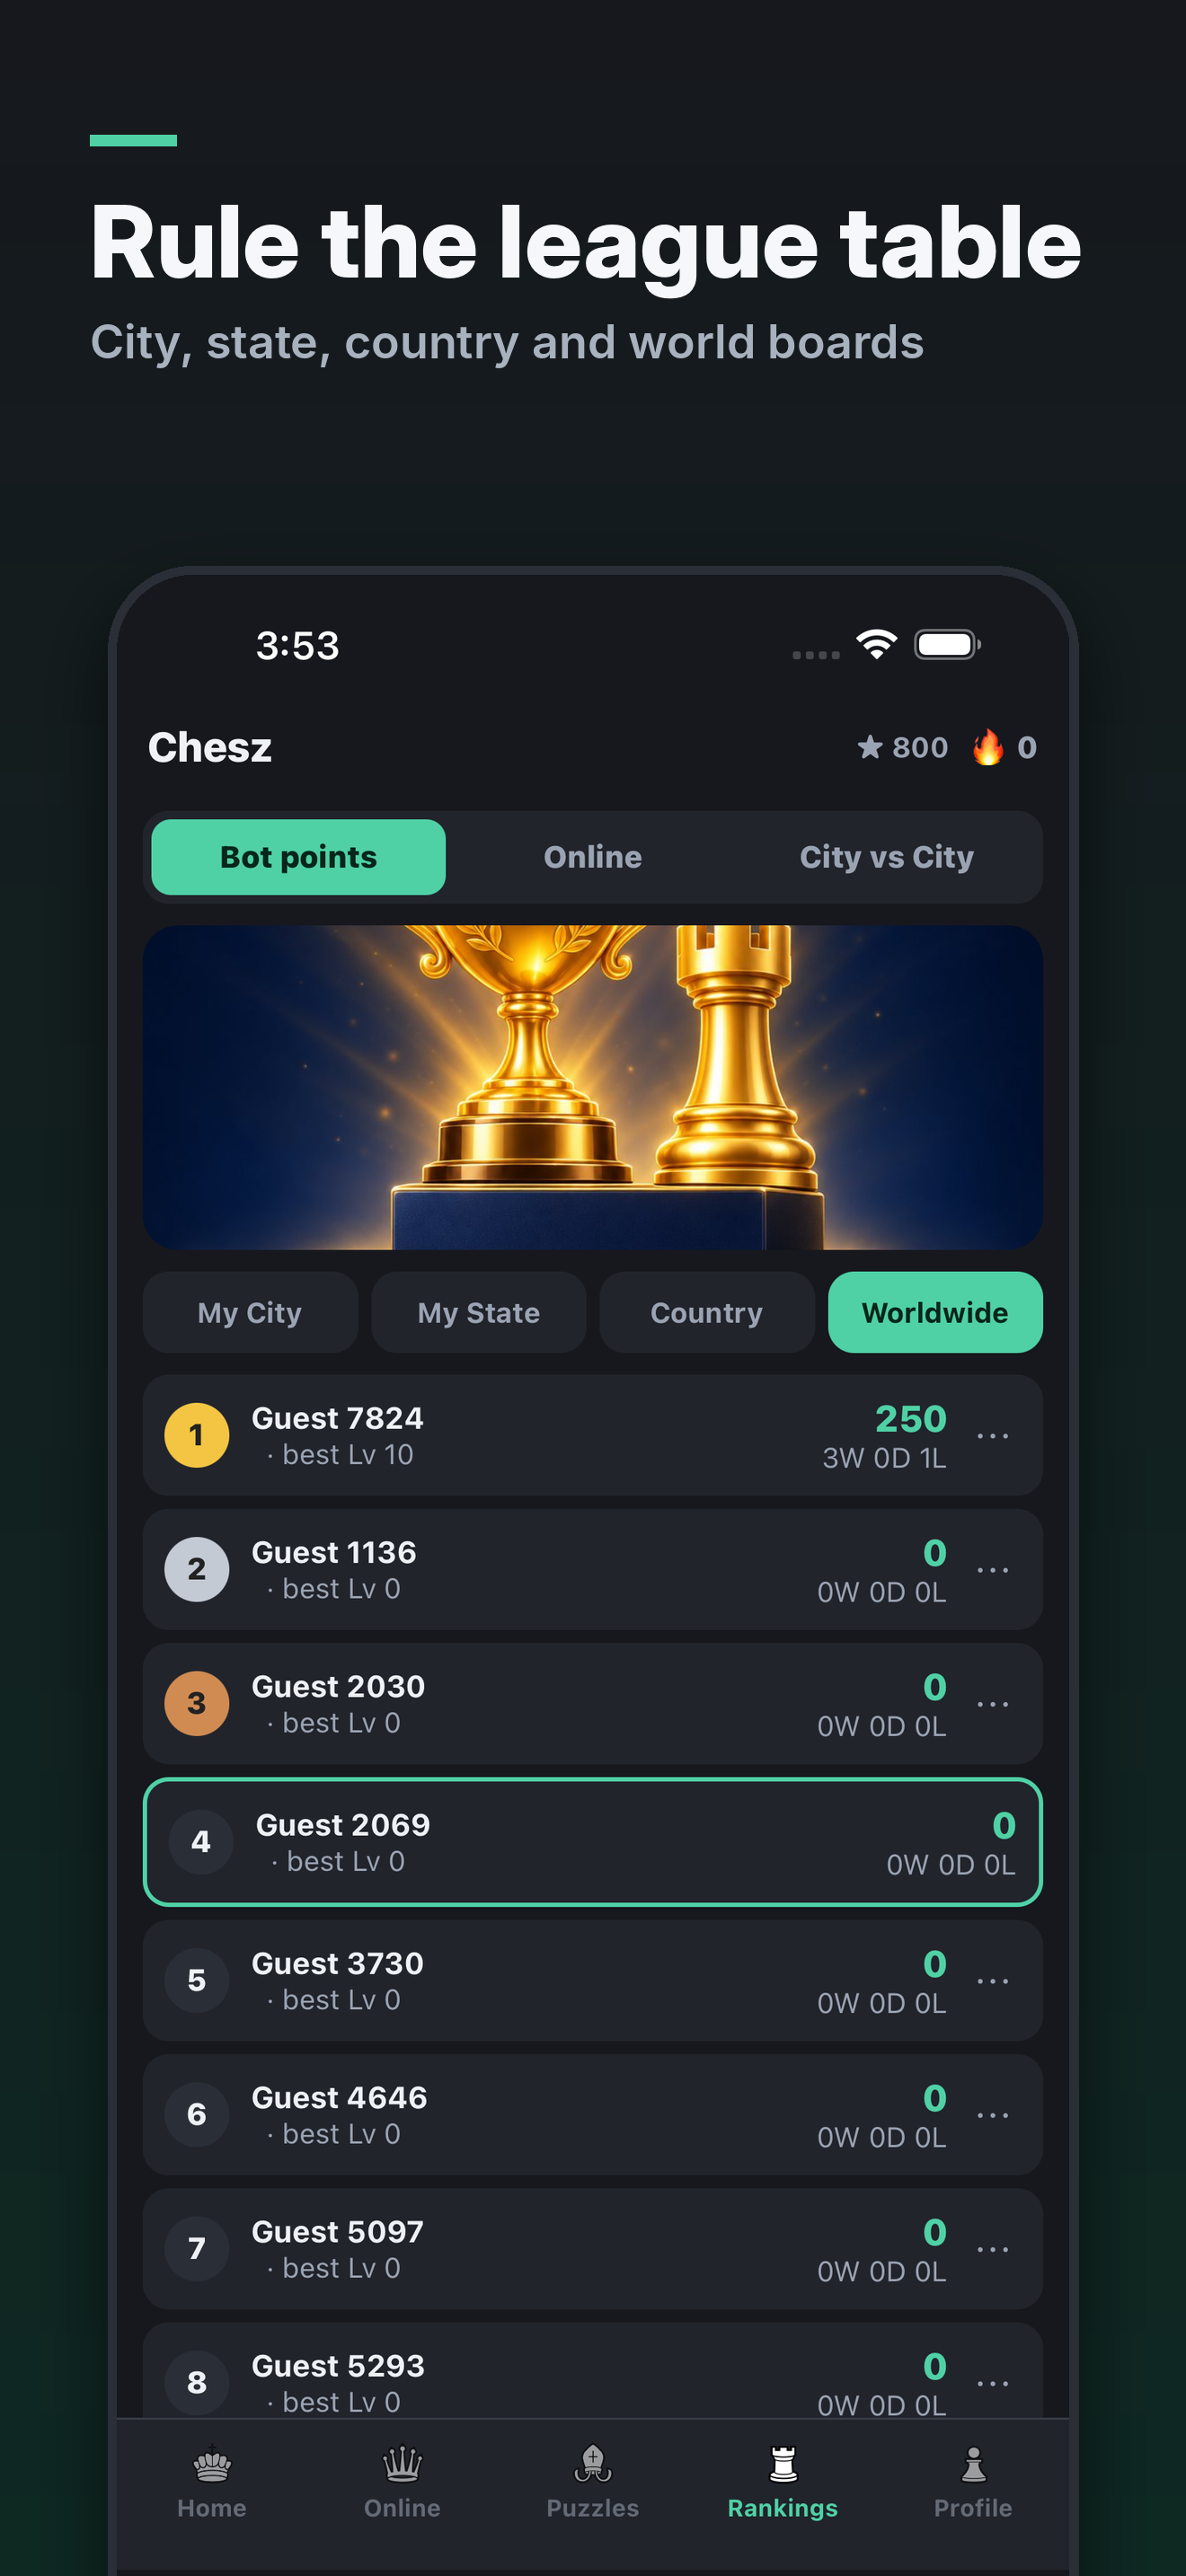 Rule the league table
City, state, country and world boards
3:53
Chesz ★ 800 🔥 0
Bot points Online City vs City
My City My State Country Worldwide
1 Guest 7824 250 ...
· best Lv 10 3W 0D 1L
2 Guest 1136 0 ...
· best Lv 0 0W 0D 0L
3 Guest 2030 0 ...
· best Lv 0 0W 0D 0L
4 Guest 2069 0
· best Lv 0 0W 0D 0L
5 Guest 3730 0 ...
· best Lv 0 0W 0D 0L
6 Guest 4646 0 ...
· best Lv 0 0W 0D 0L
7 Guest 5097 0 ...
· best Lv 0 0W 0D 0L
8 Guest 5293 0 ...
· best Lv 0 0W 0D 0L
Home Online Puzzles Rankings Profile